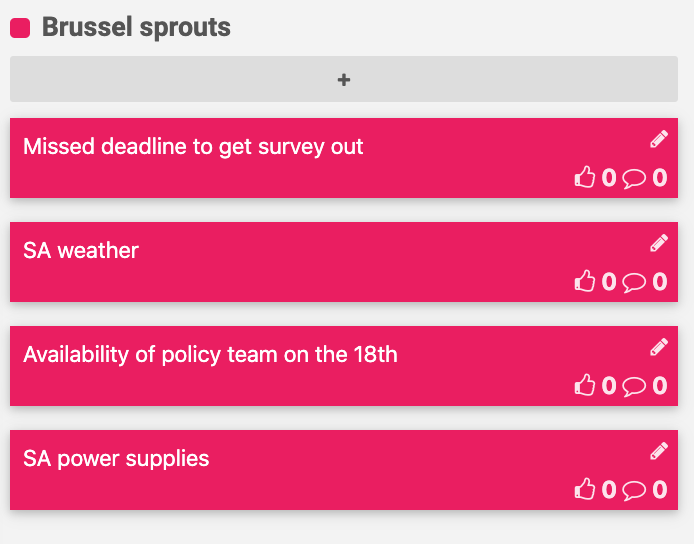 Brussel sprouts
+
Missed deadline to get survey out
0 0
SA weather
0 0
Availability of policy team on the 18th
0 0
SA power supplies
0 0